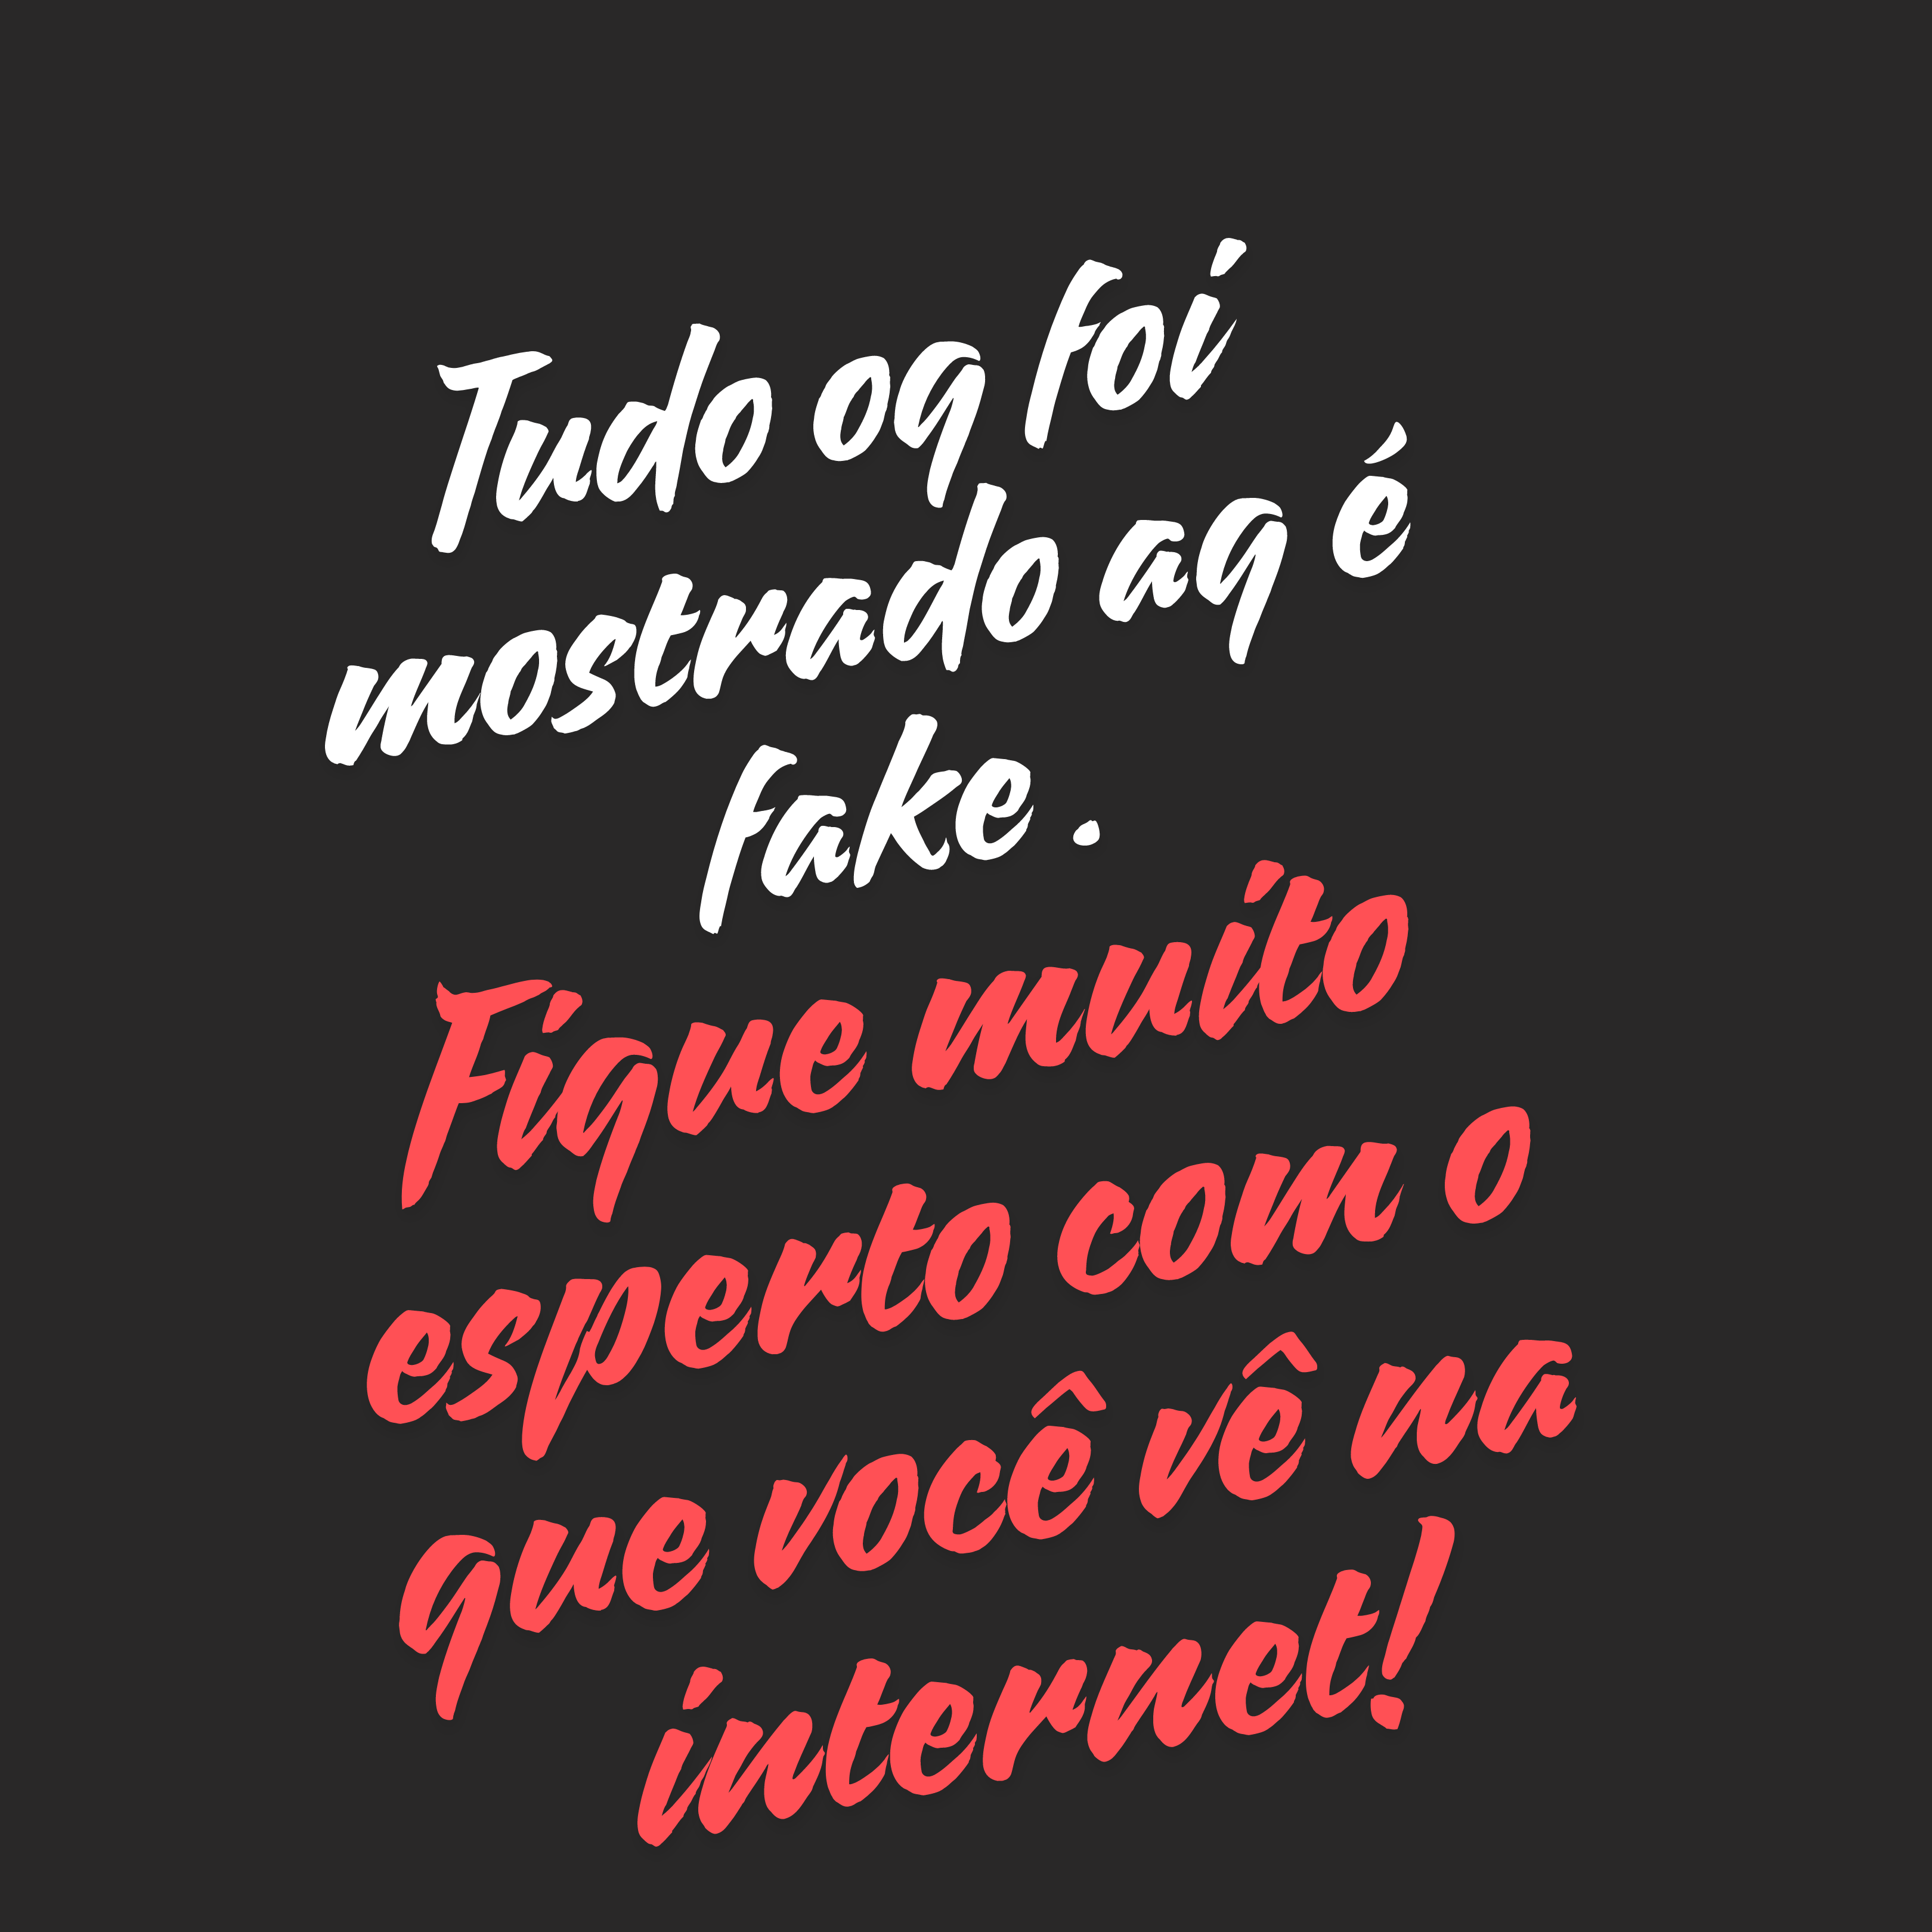 Tudo oq foi
mostrado aq é
fake .
Fique muito
esperto com o
que você vê na
internet!